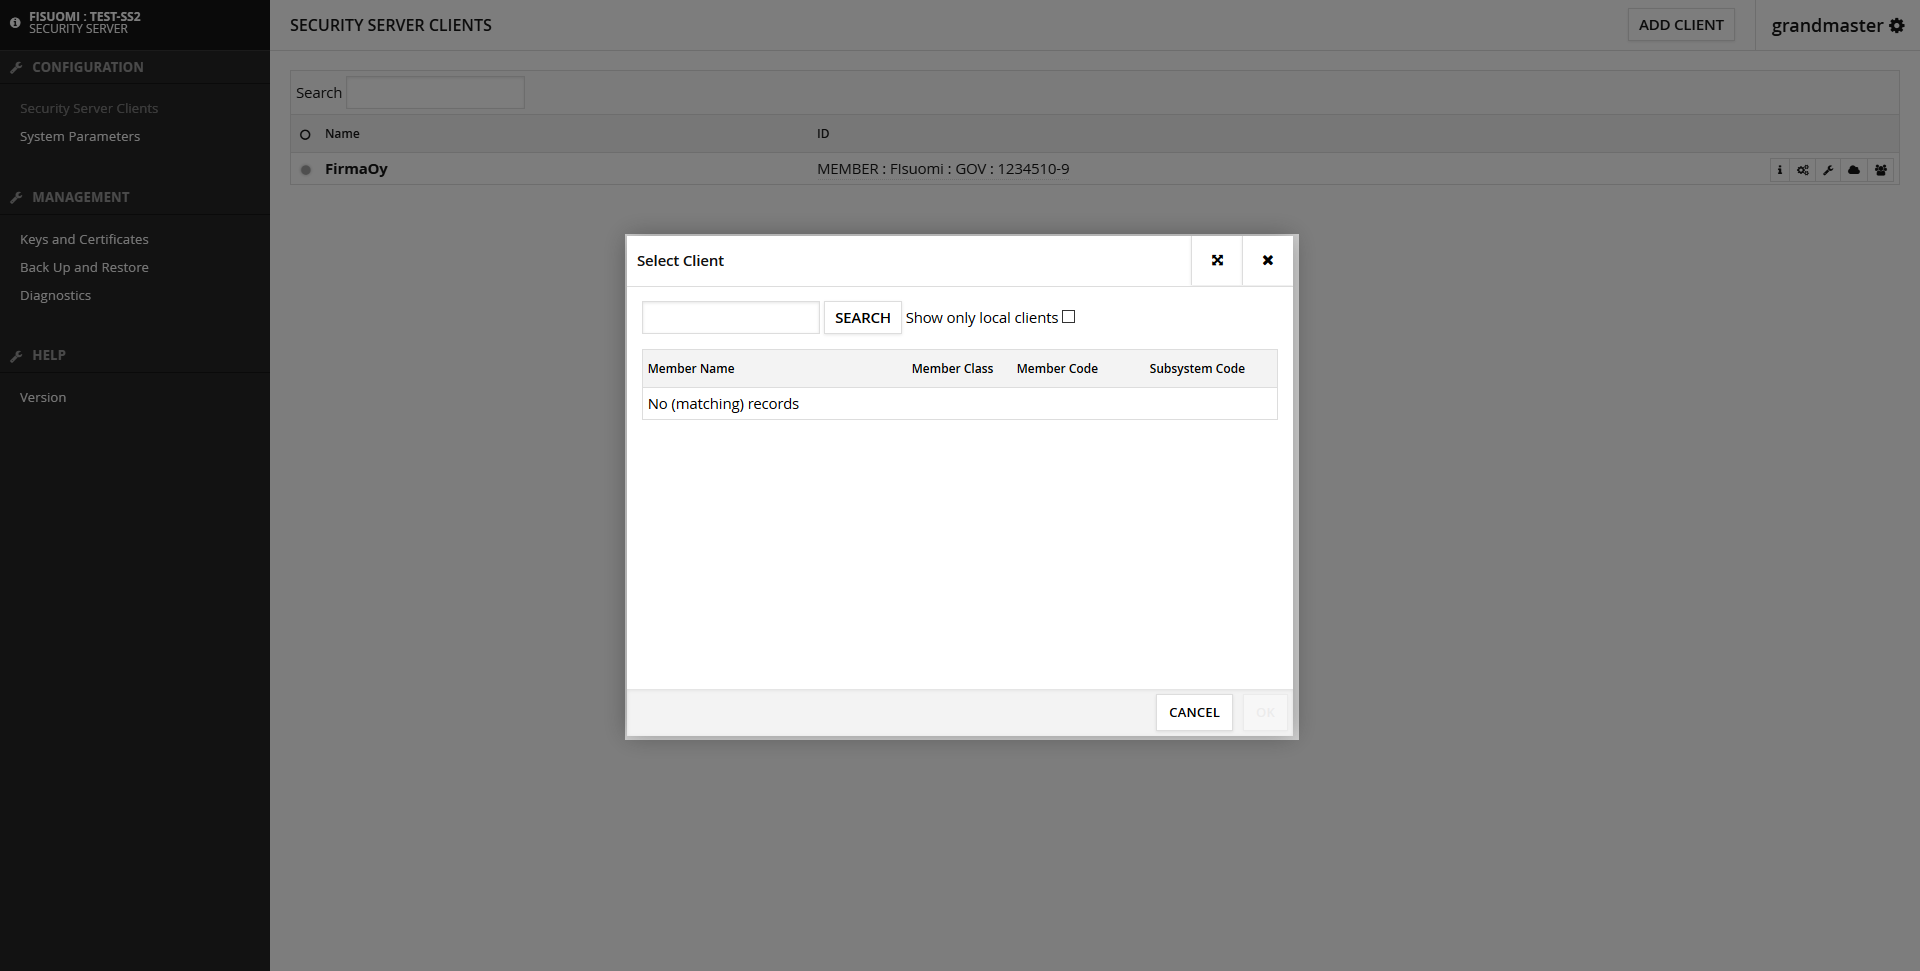 FISUOMI : TEST-SS2
SECURITY SERVER
CONFIGURATION
Security Server Clients
System Parameters
MANAGEMENT
Keys and Certificates
Back Up and Restore
Diagnostics
HELP
Version
SECURITY SERVER CLIENTS
ADD CLIENT
grandmaster
Search
Name ID
FirmaOy MEMBER : FIsuomi : GOV : 1234510-9
Select Client
SEARCH Show only local clients
Member Name Member Class Member Code Subsystem Code
No (matching) records
CANCEL OK